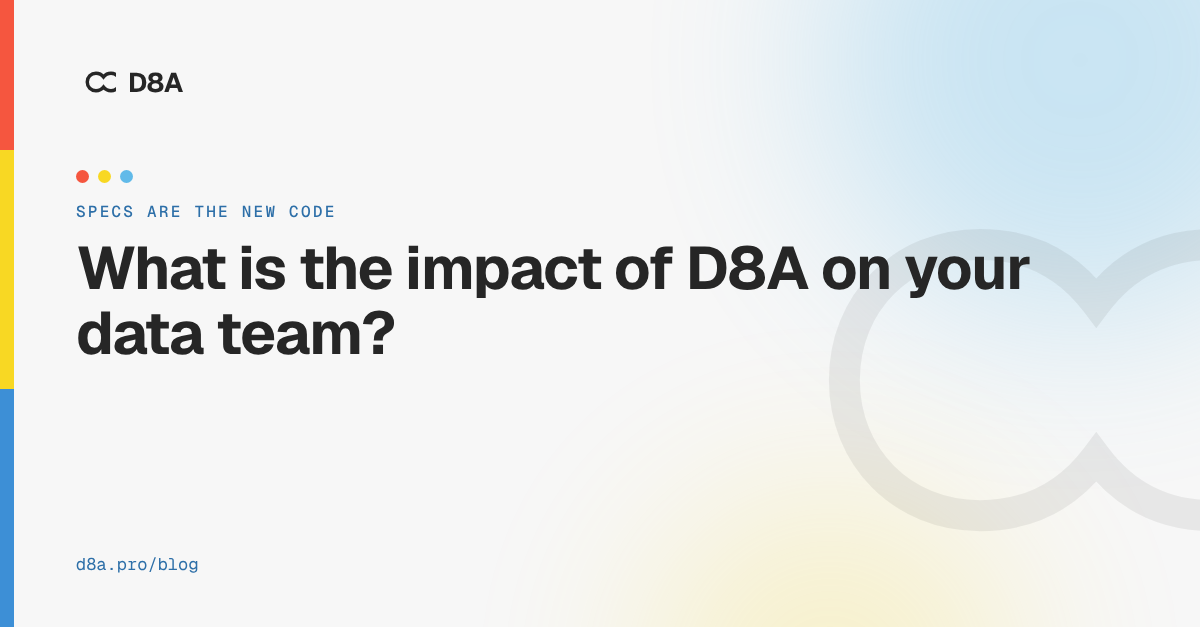 D8A
SPECS ARE THE NEW CODE
What is the impact of D8A on your
data team?
d8a.pro/blog